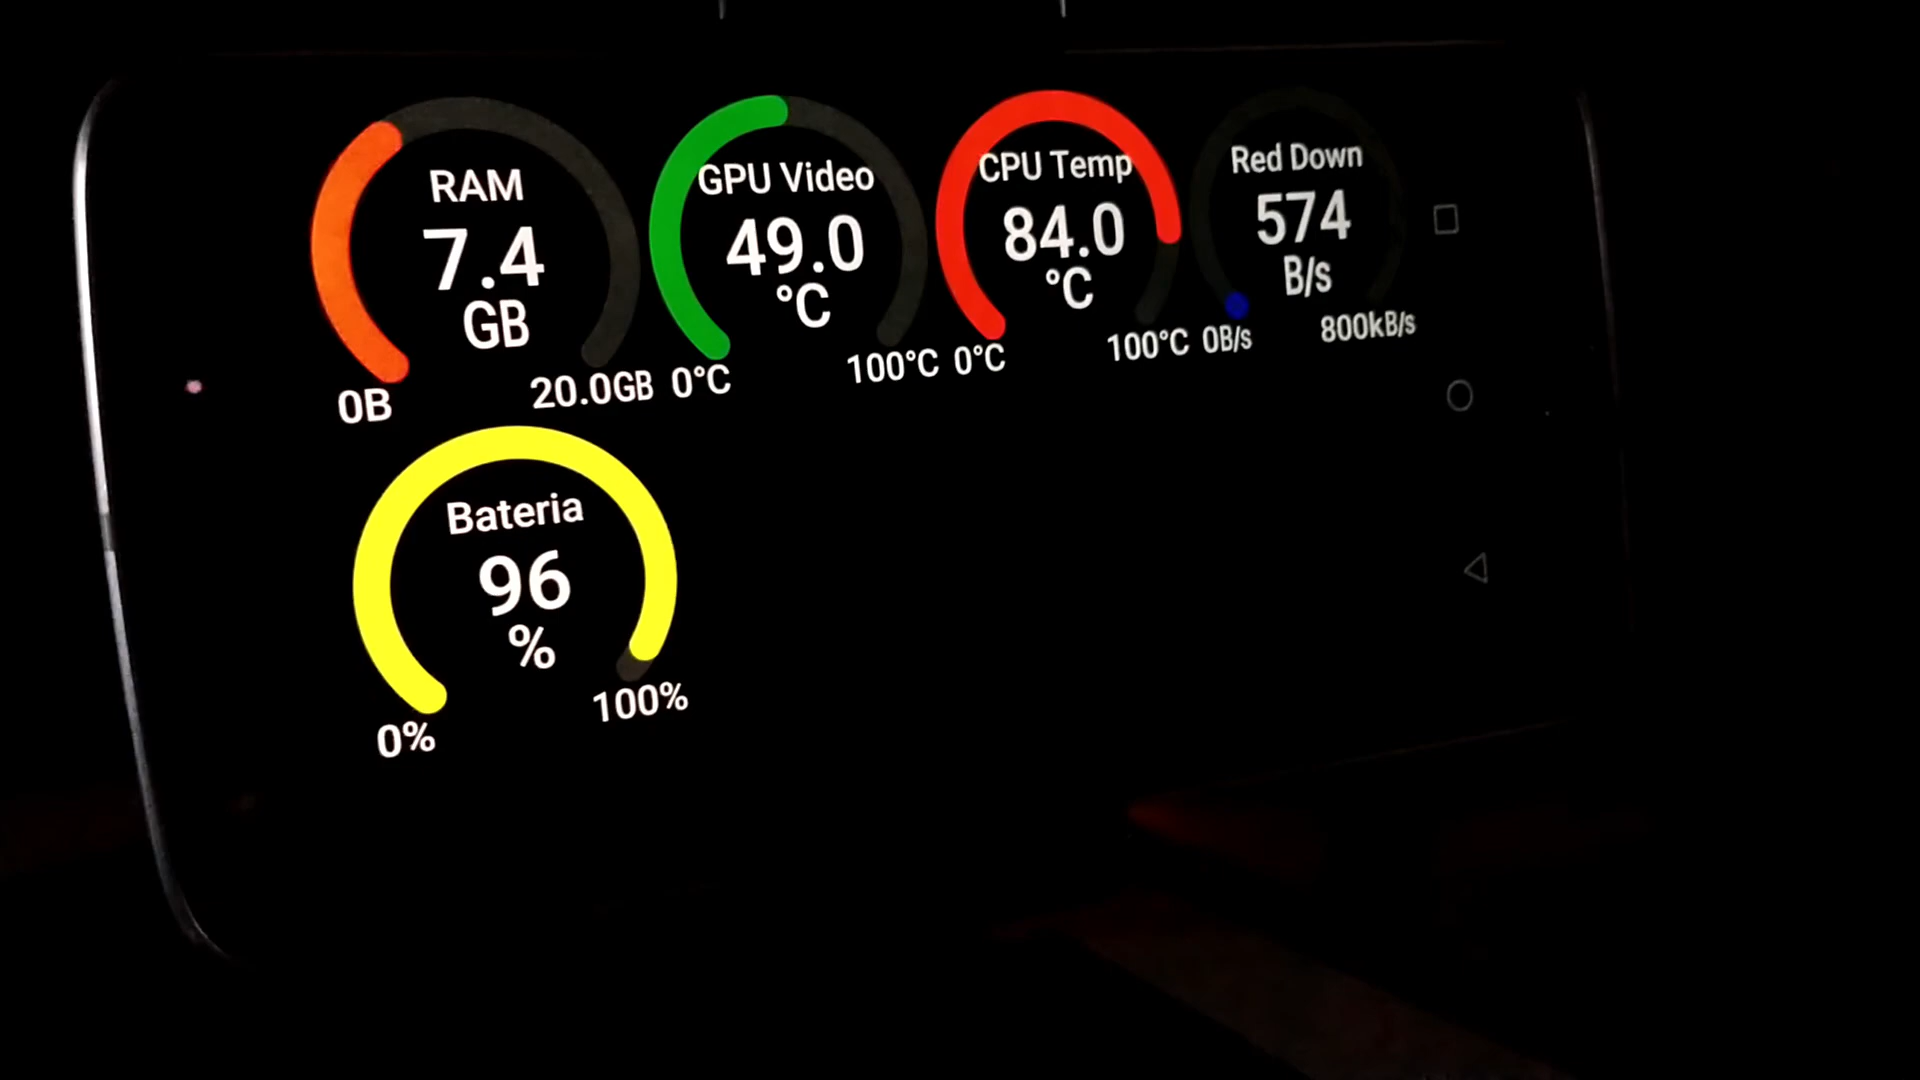 RAM
7.4
GB
0B
20.0GB
GPU Video
49.0
°C
0°C
100°C
CPU Temp
84.0
°C
0°C
100°C
Red Down
574
B/s
0B/s
800kB/s
Bateria
96
%
0%
100%